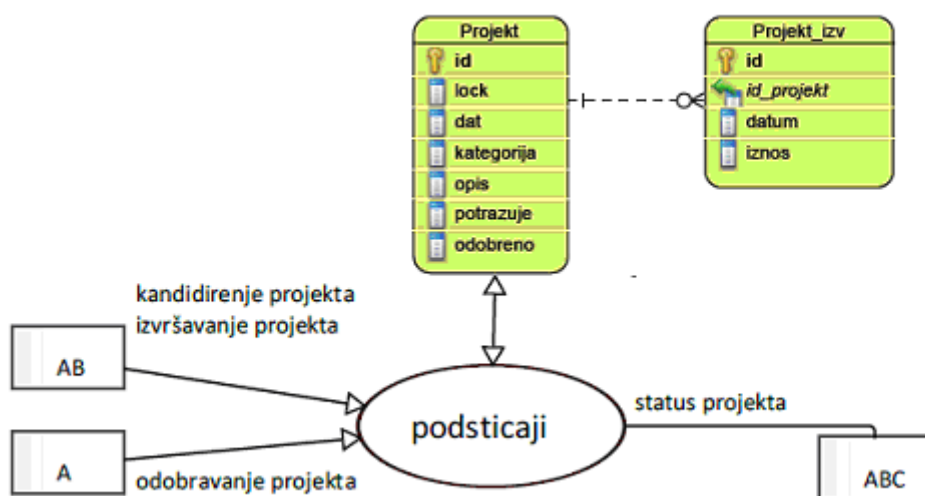 Projekt
id
lock
dat
kategorija
opis
potrazuje
odobreno
Projekt_izv
id
id_projekt
datum
iznos
kandidirenje projekta
izvršavanje projekta
AB
podsticaji
status projekta
A
odobravanje projekta
ABC